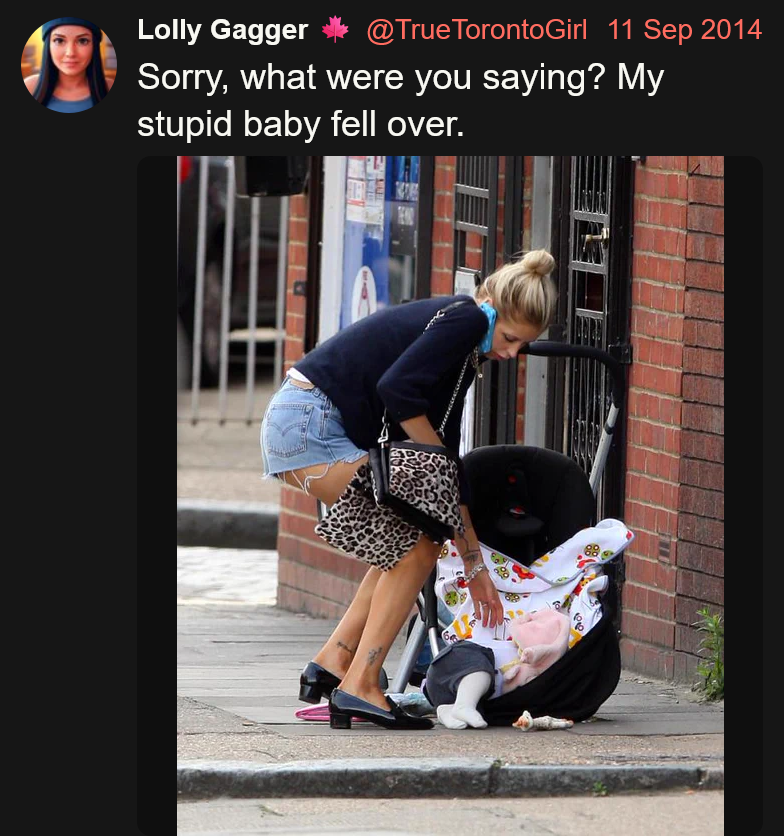 Lolly Gagger 🍁 @TrueTorontoGirl 11 Sep 2014
Sorry, what were you saying? My
stupid baby fell over.